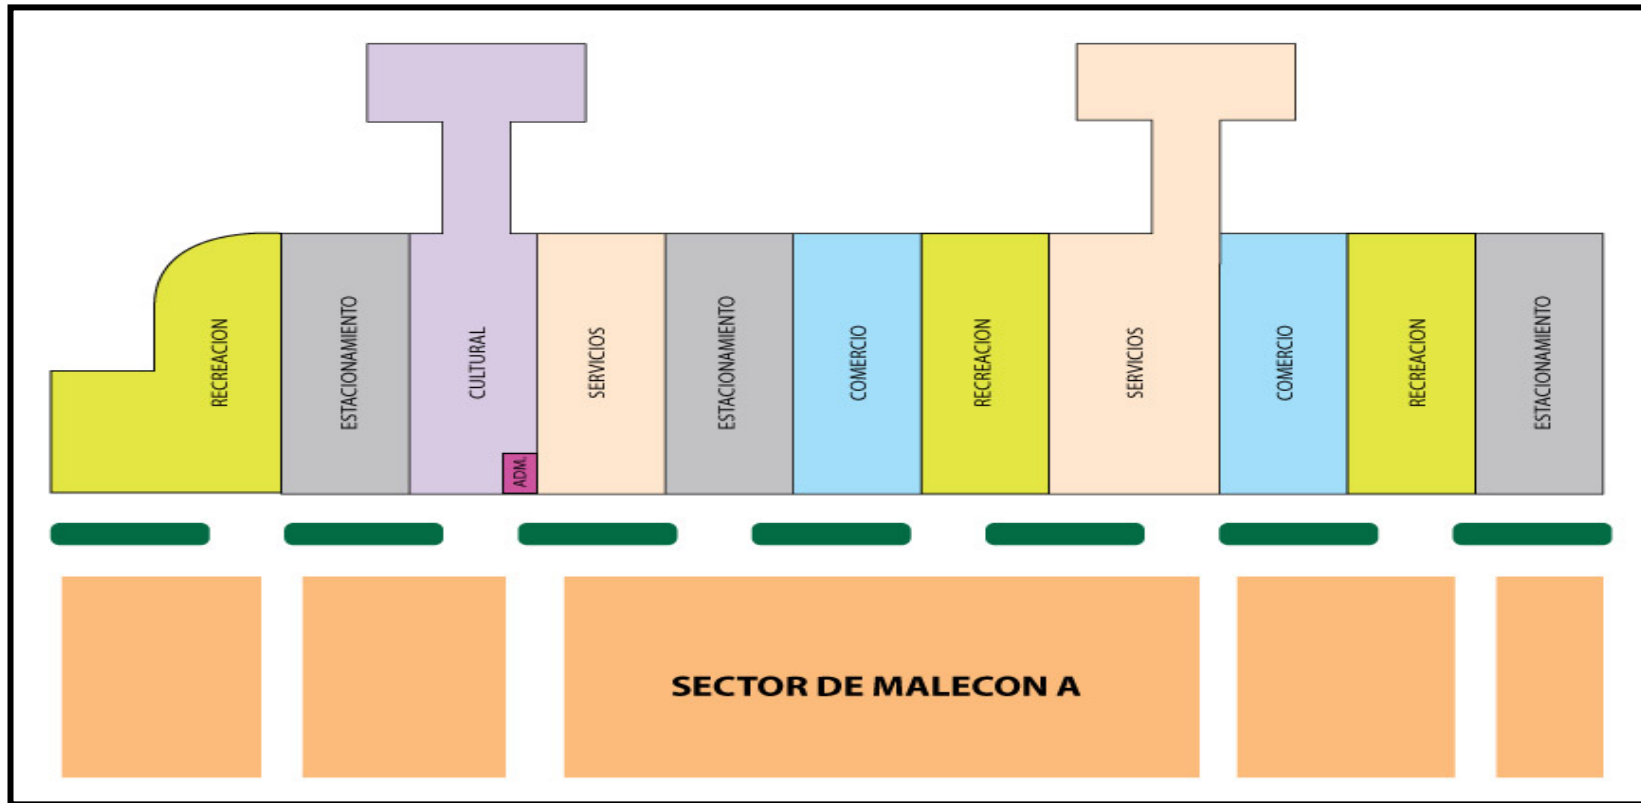 RECREACION
ESTACIONAMIENTO
CULTURAL
ADM.
SERVICIOS
ESTACIONAMIENTO
COMERCIO
RECREACION
SERVICIOS
COMERCIO
RECREACION
ESTACIONAMIENTO
SECTOR DE MALECON A